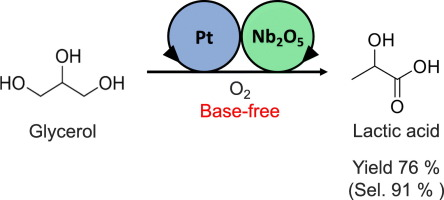 Pt
Nb₂O₅
OH
HO
OH
O₂
Base-free
Glycerol
OH
OH
O
Lactic acid
Yield 76 %
(Sel. 91 % )